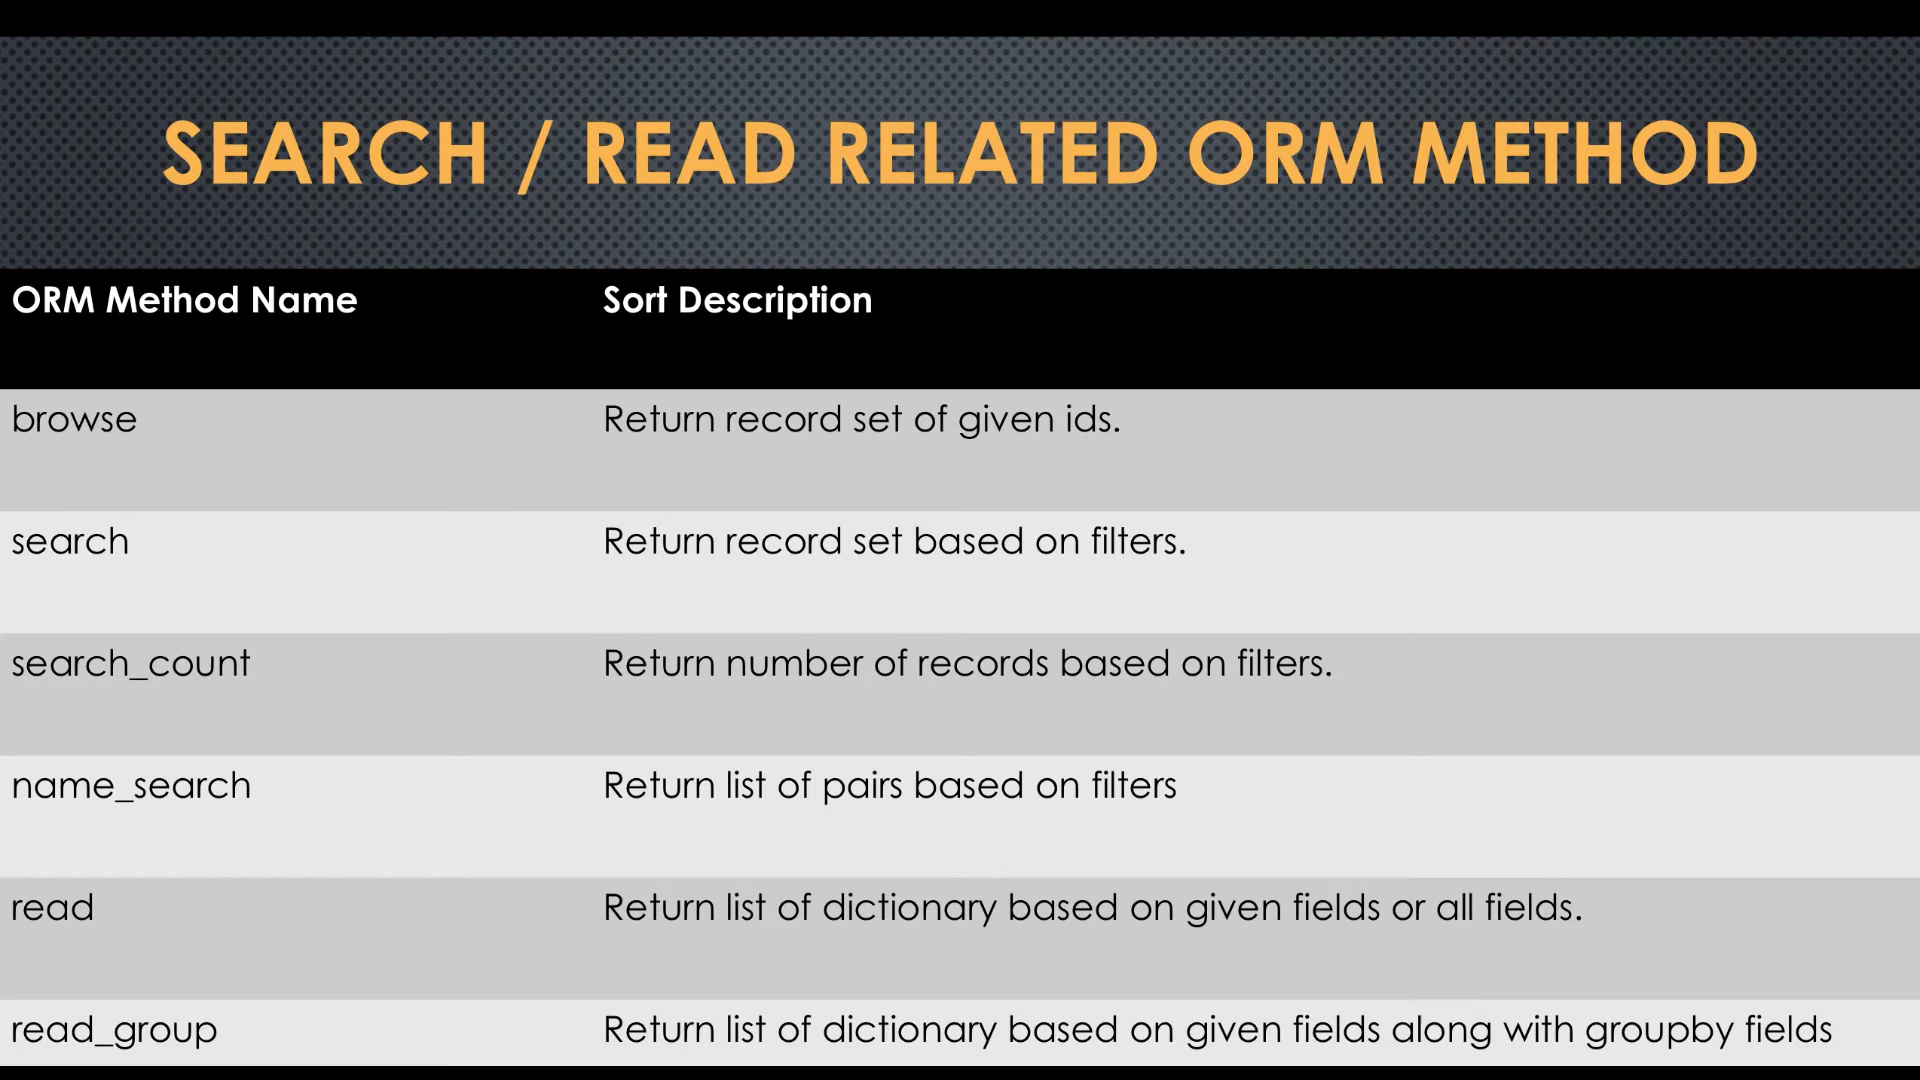 SEARCH / READ RELATED ORM METHOD
ORM Method Name Sort Description
browse Return record set of given ids.
search Return record set based on filters.
search_count Return number of records based on filters.
name_search Return list of pairs based on filters
read Return list of dictionary based on given fields or all fields.
read_group Return list of dictionary based on given fields along with groupby fields